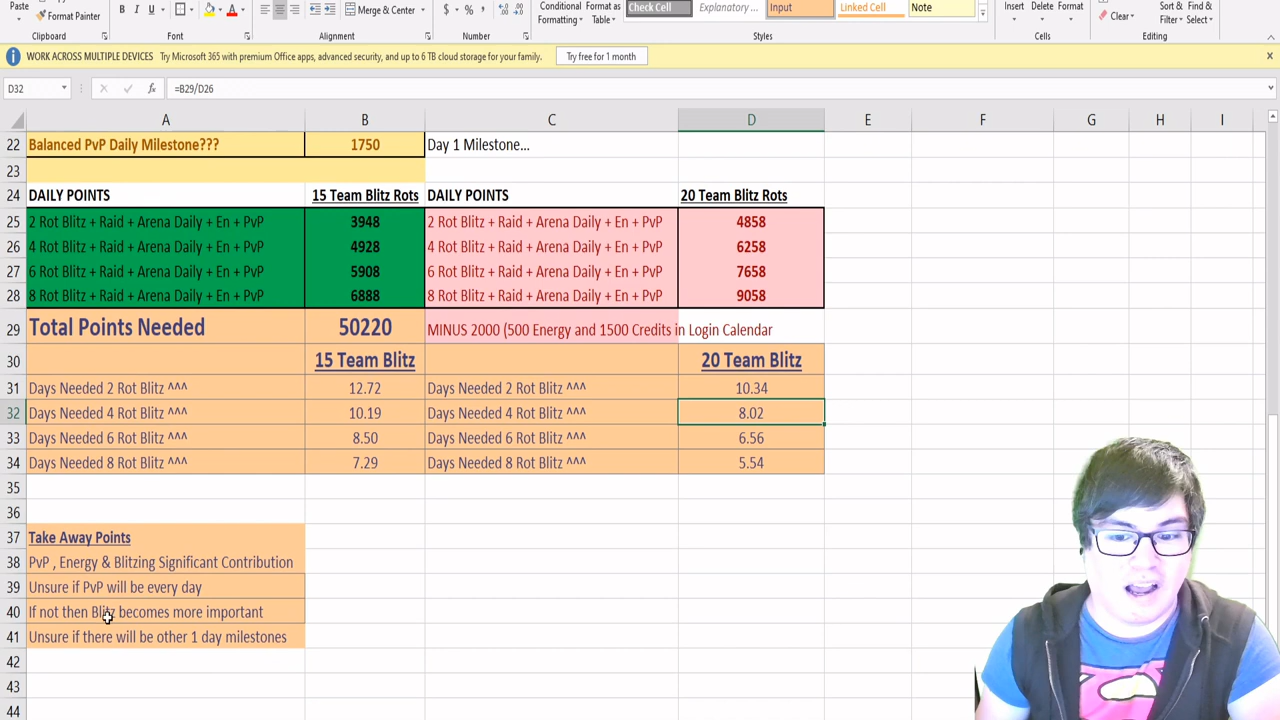 Paste
Format Painter
B I U
Merge & Center
$ % ,
Conditional Formatting
Format as Table
Check Cell
Explanatory ...
Input
Linked Cell
Note
Insert Delete Format
Clear
Sort & Filter
Find & Select
Clipboard Font Alignment Number Styles Cells Editing
WORK ACROSS MULTIPLE DEVICES Try Microsoft 365 with premium Office apps, advanced security, and up to 6 TB cloud storage for your family. Try free for 1 month
D32 fx =B29/D26
A B C D E F G H I
22 Balanced PvP Daily Milestone??? 1750 Day 1 Milestone...
23
24 DAILY POINTS 15 Team Blitz Rots DAILY POINTS 20 Team Blitz Rots
25 2 Rot Blitz + Raid + Arena Daily + En + PvP 3948 2 Rot Blitz + Raid + Arena Daily + En + PvP 4858
26 4 Rot Blitz + Raid + Arena Daily + En + PvP 4928 4 Rot Blitz + Raid + Arena Daily + En + PvP 6258
27 6 Rot Blitz + Raid + Arena Daily + En + PvP 5908 6 Rot Blitz + Raid + Arena Daily + En + PvP 7658
28 8 Rot Blitz + Raid + Arena Daily + En + PvP 6888 8 Rot Blitz + Raid + Arena Daily + En + PvP 9058
29 Total Points Needed 50220 MINUS 2000 (500 Energy and 1500 Credits in Login Calendar
30 15 Team Blitz 20 Team Blitz
31 Days Needed 2 Rot Blitz ^^^ 12.72 Days Needed 2 Rot Blitz ^^^ 10.34
32 Days Needed 4 Rot Blitz ^^^ 10.19 Days Needed 4 Rot Blitz ^^^ 8.02
33 Days Needed 6 Rot Blitz ^^^ 8.50 Days Needed 6 Rot Blitz ^^^ 6.56
34 Days Needed 8 Rot Blitz ^^^ 7.29 Days Needed 8 Rot Blitz ^^^ 5.54
35
36
37 Take Away Points
38 PvP , Energy & Blitzing Significant Contribution
39 Unsure if PvP will be every day
40 If not then Blitz becomes more important
41 Unsure if there will be other 1 day milestones
42
43
44